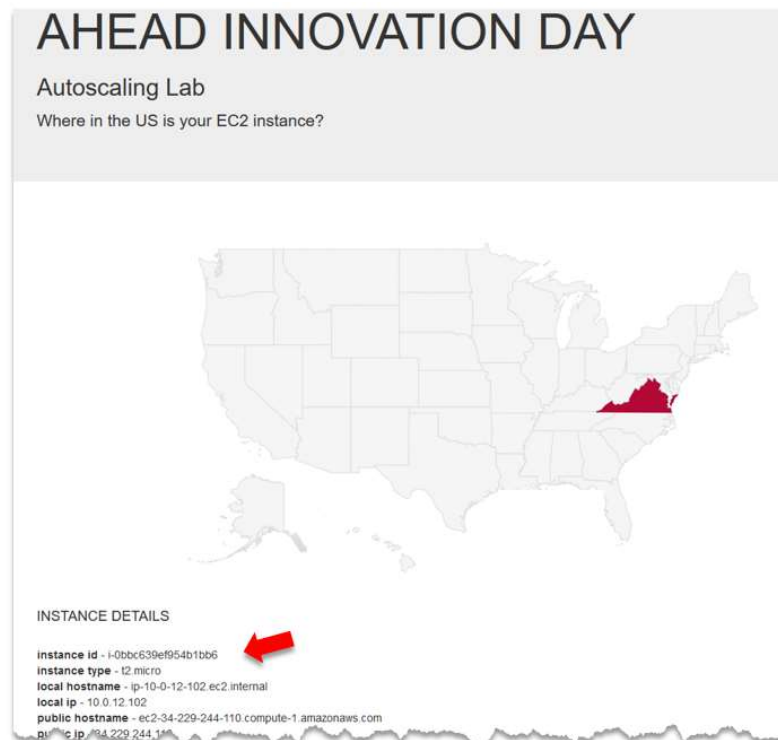 AHEAD INNOVATION DAY
Autoscaling Lab
Where in the US is your EC2 instance?
INSTANCE DETAILS
instance id - i-0bbc639ef954b1bb6
instance type - t2.micro
local hostname - ip-10-0-12-102.ec2.internal
local ip - 10.0.12.102
public hostname - ec2-34-229-244-110.compute-1.amazonaws.com
public ip